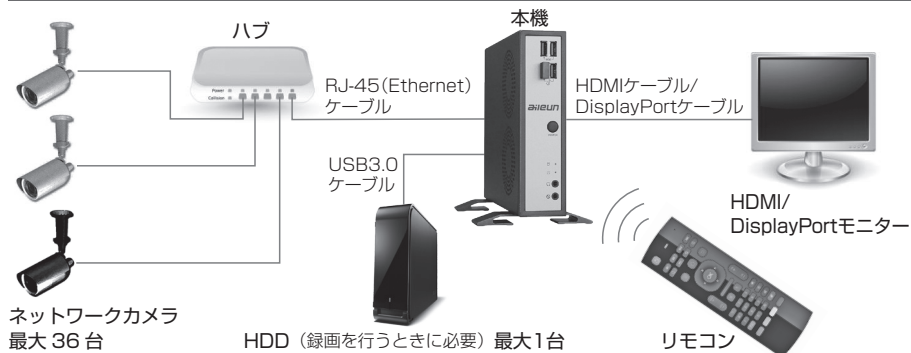 ハブ
Power
Collision
本機
RJ-45（Ethernet）
ケーブル
HDMIケーブル/
DisplayPortケーブル
aileun
USB3.0
ケーブル
HDMI/
DisplayPortモニター
ネットワークカメラ
最大 36 台
HDD（録画を行うときに必要）最大1台
リモコン